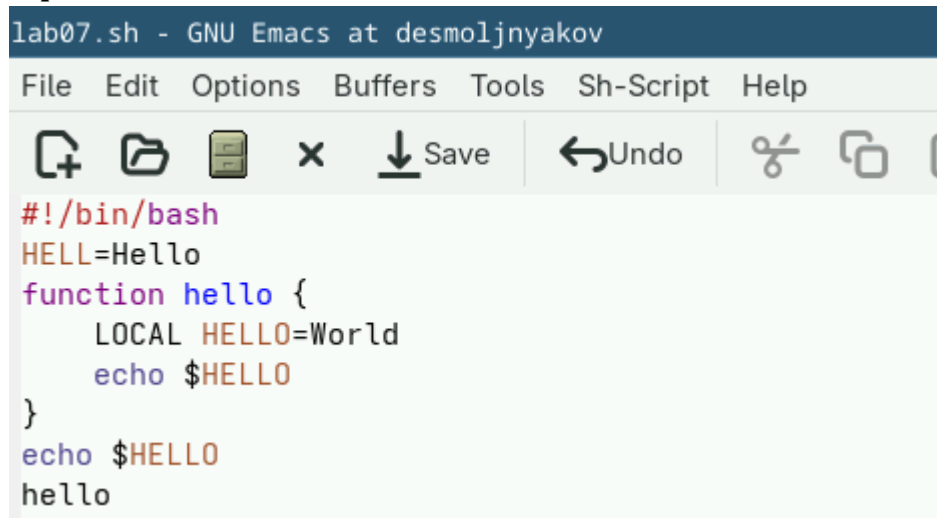 lab07.sh - GNU Emacs at desmoljnyakov
File Edit Options Buffers Tools Sh-Script Help
Save Undo
#!/bin/bash
HELL=Hello
function hello {
    LOCAL HELLO=World
    echo $HELLO
}
echo $HELLO
hello